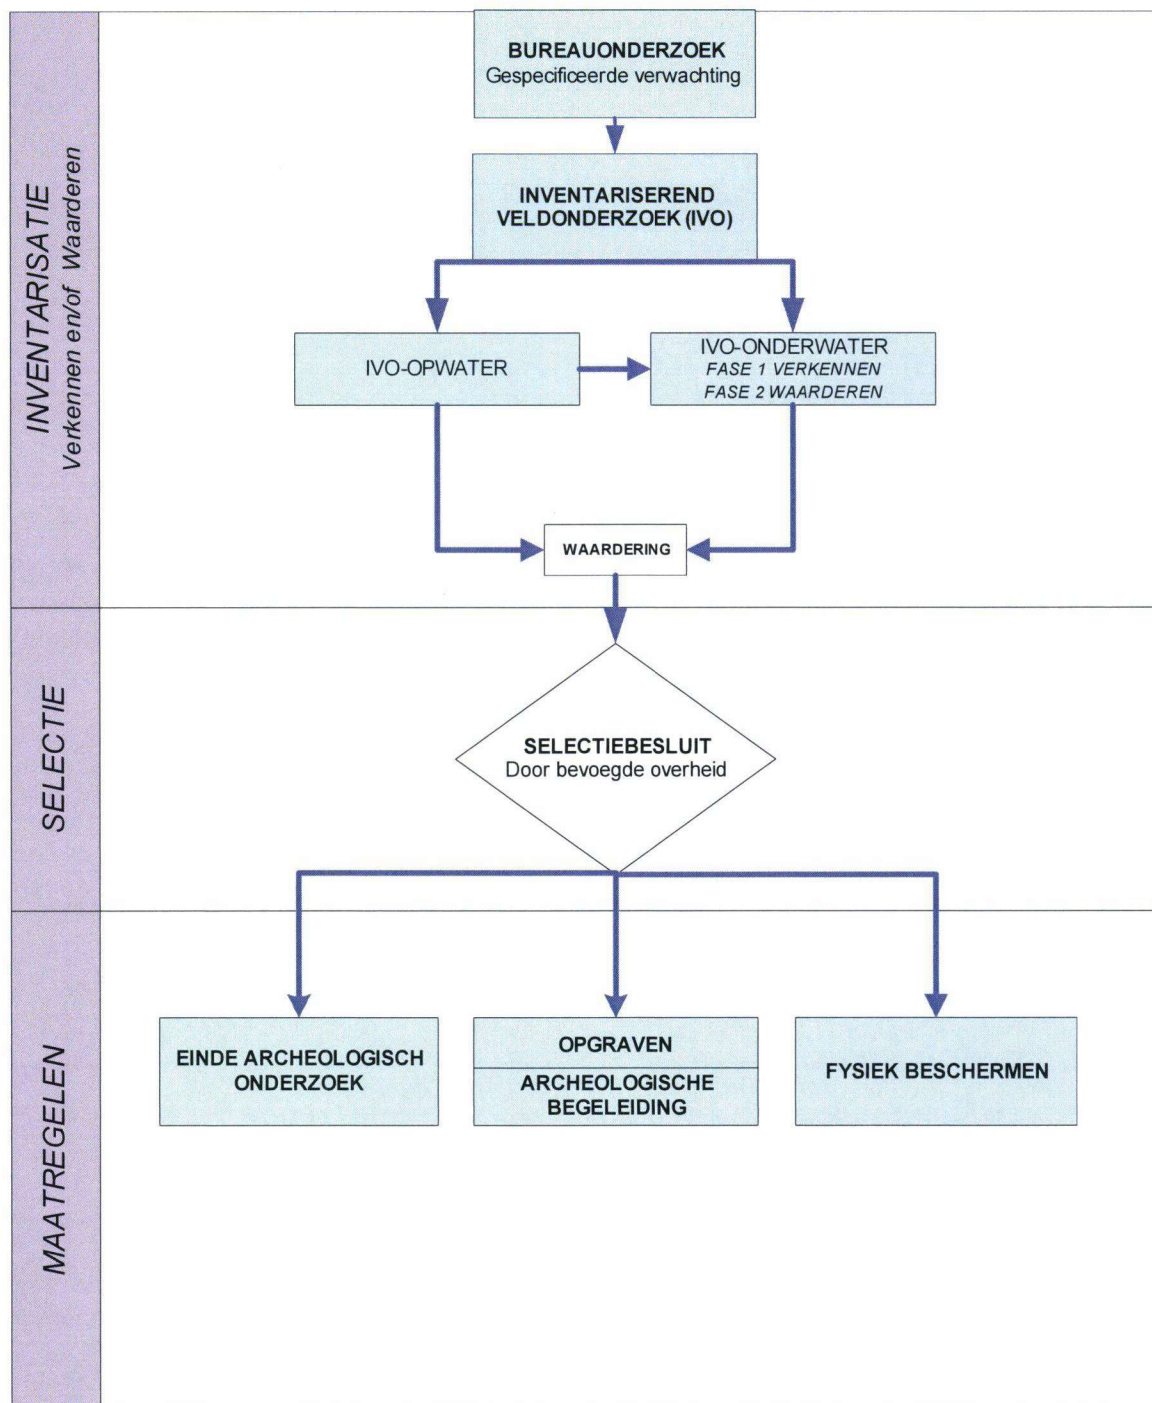 INVENTARISATIE
Verkennen en/of Waarderen
BUREAUONDERZOEK
Gespecificeerde verwachting
INVENTARISEREND
VELDONDERZOEK (IVO)
IVO-OPWATER
IVO-ONDERWATER
FASE 1 VERKENNEN
FASE 2 WAARDEREN
WAARDERING
SELECTIE
SELECTIEBESLUIT
Door bevoegde overheid
MAATREGELEN
EINDE ARCHEOLOGISCH
ONDERZOEK
OPGRAVEN
ARCHEOLOGISCHE
BEGELEIDING
FYSIEK BESCHERMEN